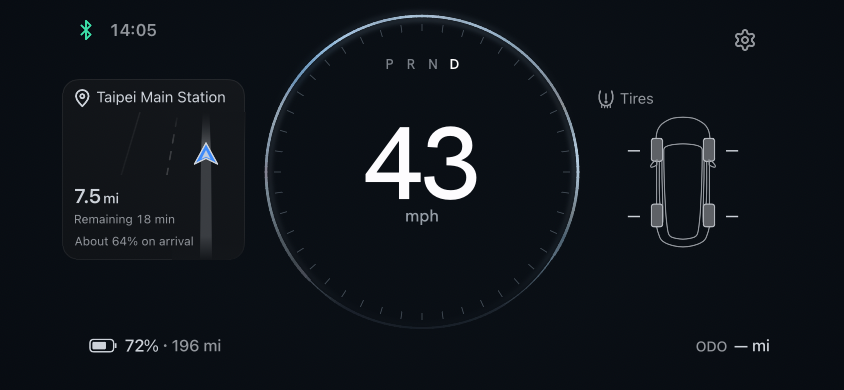 14:05
Taipei Main Station
7.5 mi
Remaining 18 min
About 64% on arrival
P R N D
43
mph
Tires
— —
— —
72% · 196 mi
ODO — mi